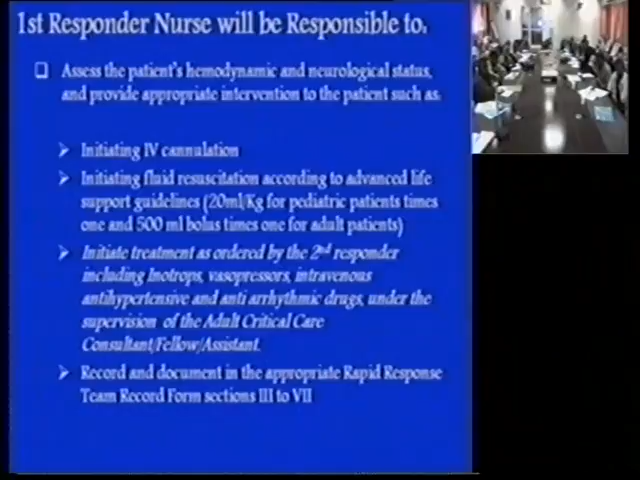 1st Responder Nurse will be Responsible to:
❑ Assess the patient's hemodynamic and neurological status,
and provide appropriate intervention to the patient such as:
➢ Initiating IV cannulation
➢ Initiating fluid resuscitation according to advanced life
support guidelines (20ml/Kg for pediatric patients times
one and 500 ml bolus times one for adult patients)
➢ Initiate treatment as ordered by the 2nd responder
including Inotrops, vasopressors, intravenous
antihypertensive and anti arrhythmic drugs, under the
supervision of the Adult Critical Care
Consultant/Fellow/Assistant.
➢ Record and document in the appropriate Rapid Response
Team Record Form sections III to VII